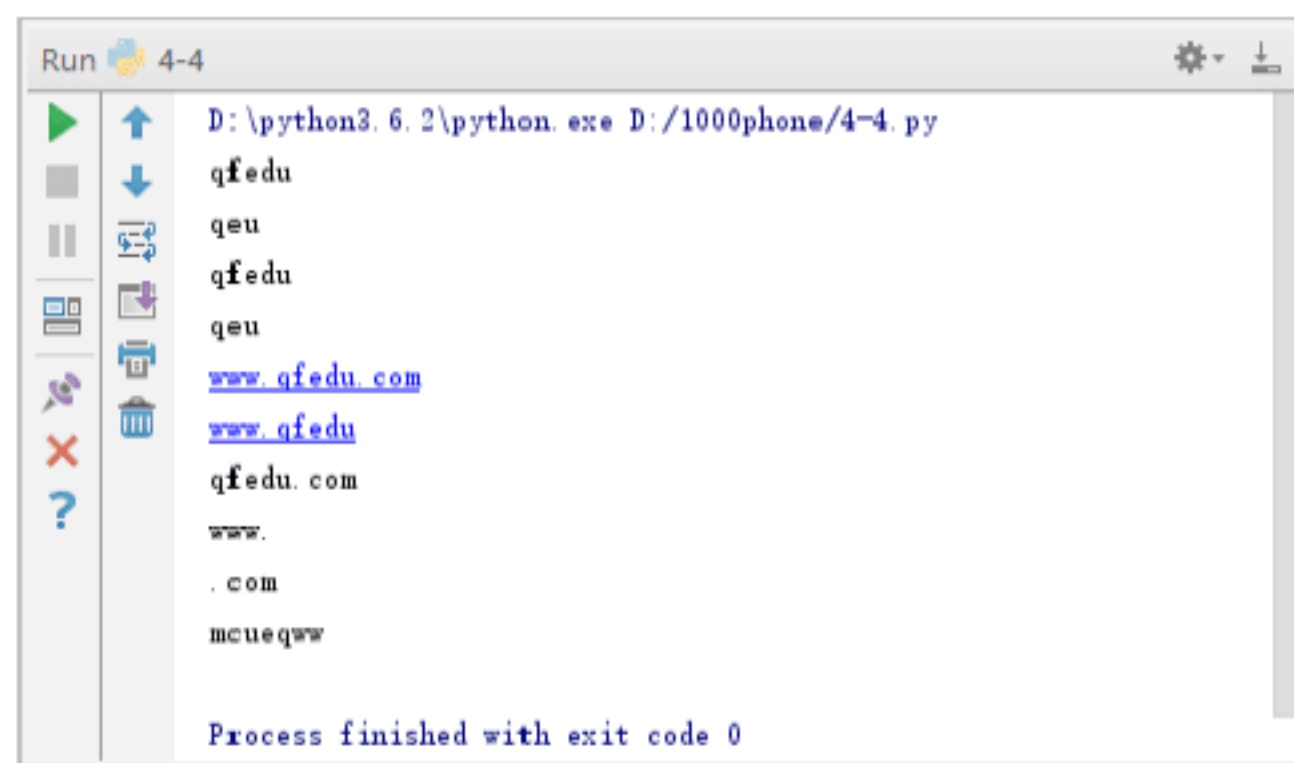 Run 4-4
D:\python3.6.2\python.exe D:/1000phone/4-4.py
qfedu
qeu
qfedu
qeu
www.qfedu.com
www.qfedu
qfedu.com
www.
.com
mcueqww
Process finished with exit code 0